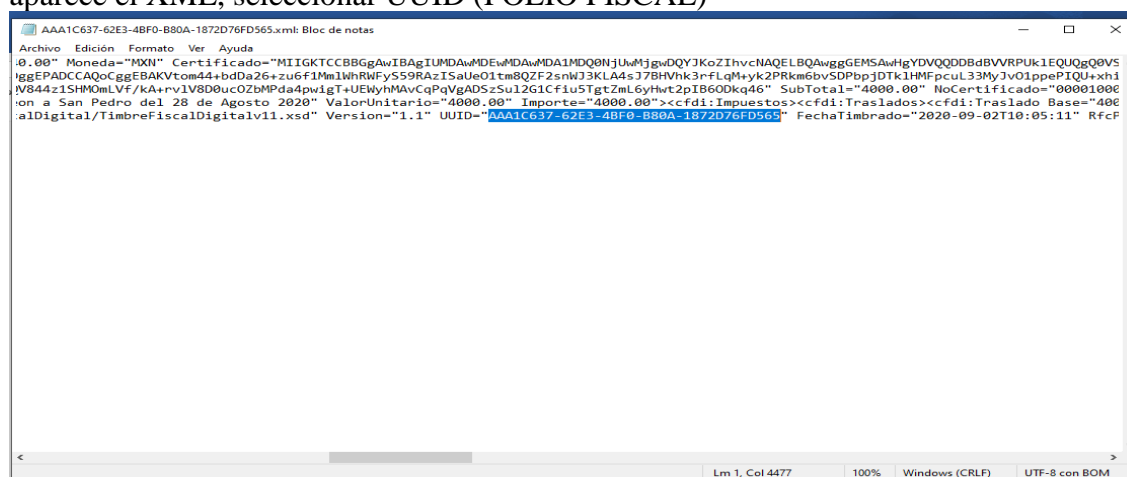 aparece el XML, seleccionar UUID (FOLIO FISCAL)
AAA1C637-62E3-4BF0-B80A-1872D76FD565.xml: Bloc de notas
Archivo Edición Formato Ver Ayuda
0.00" Moneda="MXN" Certificado="MIIGKTCCBBGgAwIBAgIUMDAwMDEwMDAwMDA1MDQ0NjUwMjgwDQYJKoZIhvcNAQELBQAwggGEMSAwHgYDVQQDDBdBVVRPUklEQUQgQ0VS
ggEPADCCAQoCggEBAKVtom44+bdDa26+zu6f1MmlWhRWFyS59RAzISaUeO1tm8QZF2snWJ3KLA4sJ7BHVhk3rfLqM+yk2PRkm6bvSDPbpjDTklHMFpcuL33MyJvO1ppePIQU+xhi
V844z1SHMOmLVf/kA+rvlV8D0ucOZbMPda4pwigT+UEWyhMAvCqPqVgADSzSul2G1Cfiu5TgtZmL6yHwt2pIB6ODkq46" SubTotal="4000.00" NoCertificado="00001000
on a San Pedro del 28 de Agosto 2020" ValorUnitario="4000.00" Importe="4000.00"><cfdi:Impuestos><cfdi:Traslados><cfdi:Traslado Base="400
alDigital/TimbreFiscalDigitalv11.xsd" Version="1.1" UUID="AAA1C637-62E3-4BF0-B80A-1872D76FD565" FechaTimbrado="2020-09-02T10:05:11" RfcP
Lm 1, Col 4477 100% Windows (CRLF) UTF-8 con BOM